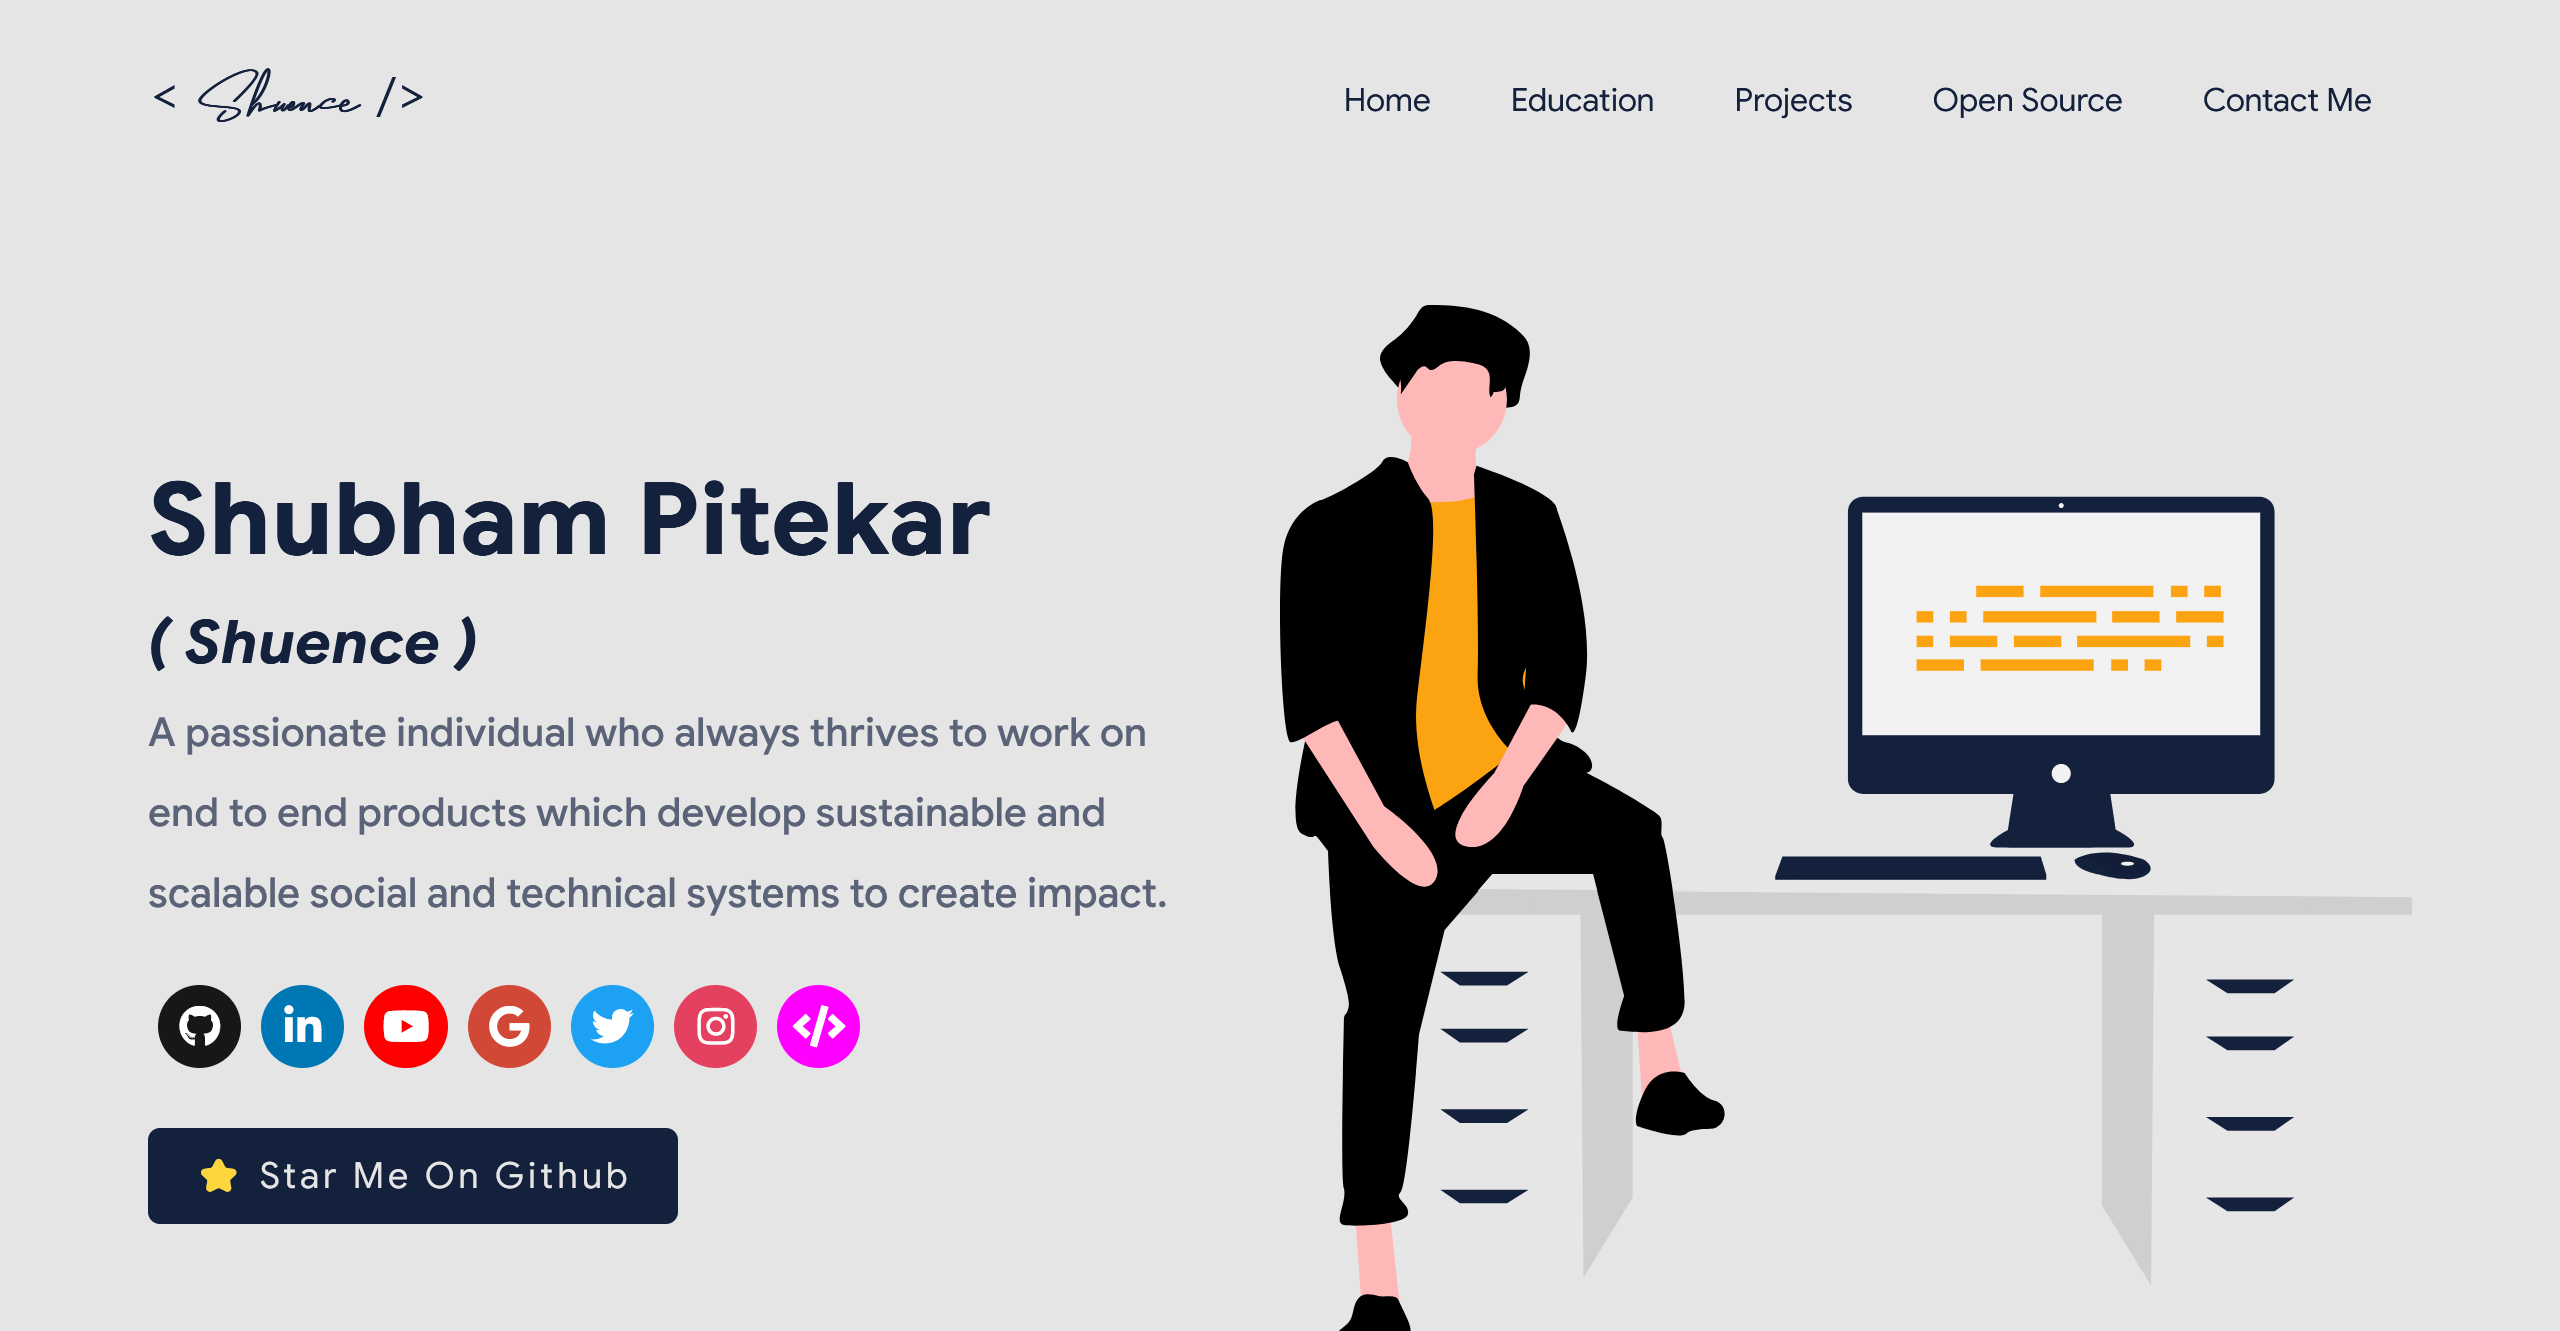 < Shuence />
Home Education Projects Open Source Contact Me
Shubham Pitekar
( Shuence )
A passionate individual who always thrives to work on
end to end products which develop sustainable and
scalable social and technical systems to create impact.
Star Me On Github